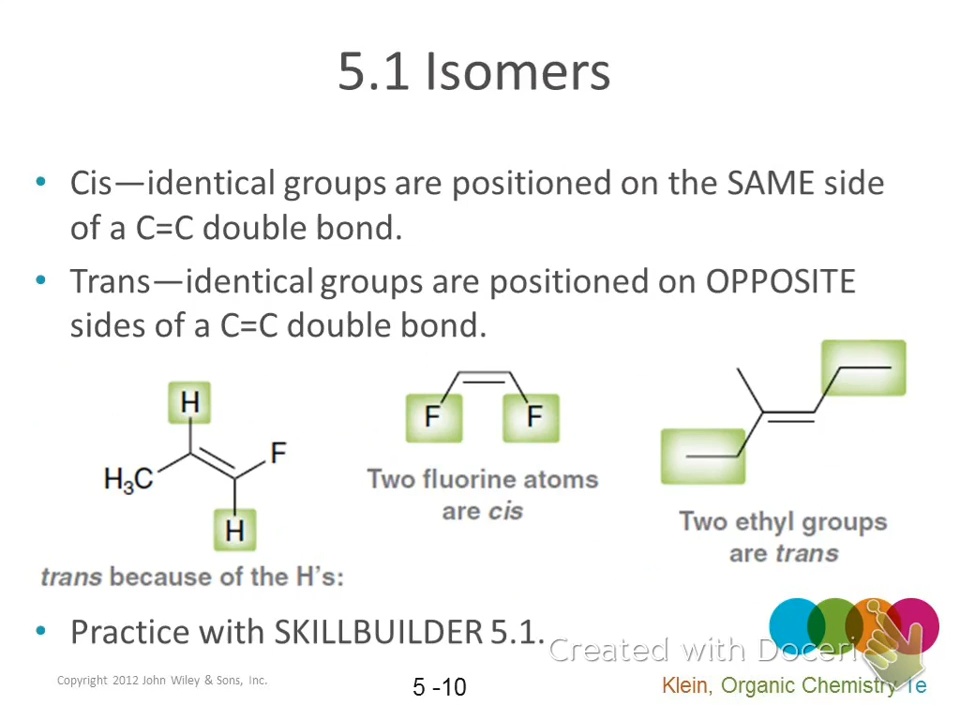 5.1 Isomers
• Cis—identical groups are positioned on the SAME side
of a C=C double bond.
• Trans—identical groups are positioned on OPPOSITE
sides of a C=C double bond.
H
F
H₃C
H
trans because of the H's:
F F
Two fluorine atoms
are cis
Two ethyl groups
are trans
• Practice with SKILLBUILDER 5.1.
Created with Doceri
Copyright 2012 John Wiley & Sons, Inc.
5 -10
Klein, Organic Chemistry 1e